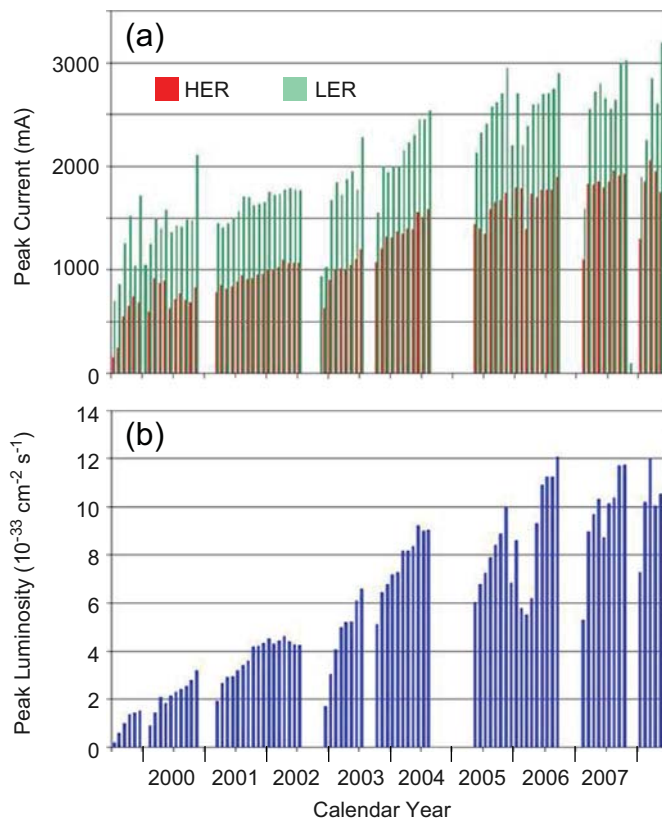 (a)
3000
HER LER
2000
Peak Current (mA)
1000
0
14
(b)
12
10
8
Peak Luminosity (10⁻³³ cm⁻² s⁻¹)
6
4
2
0
2000 2001 2002 2003 2004 2005 2006 2007
Calendar Year